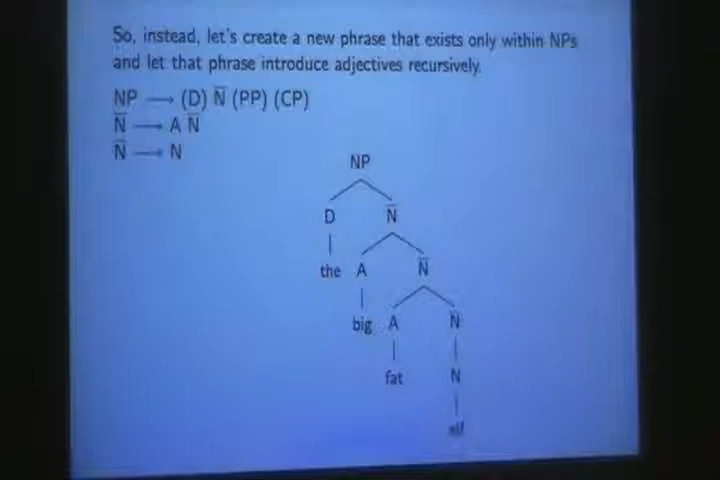 So, instead, let's create a new phrase that exists only within NPs
and let that phrase introduce adjectives recursively.
NP → (D) N̅ (PP) (CP)
N̅ → A N̅
N̅ → N
NP
D N̅
the A N̅
big A N̅
fat N
elf